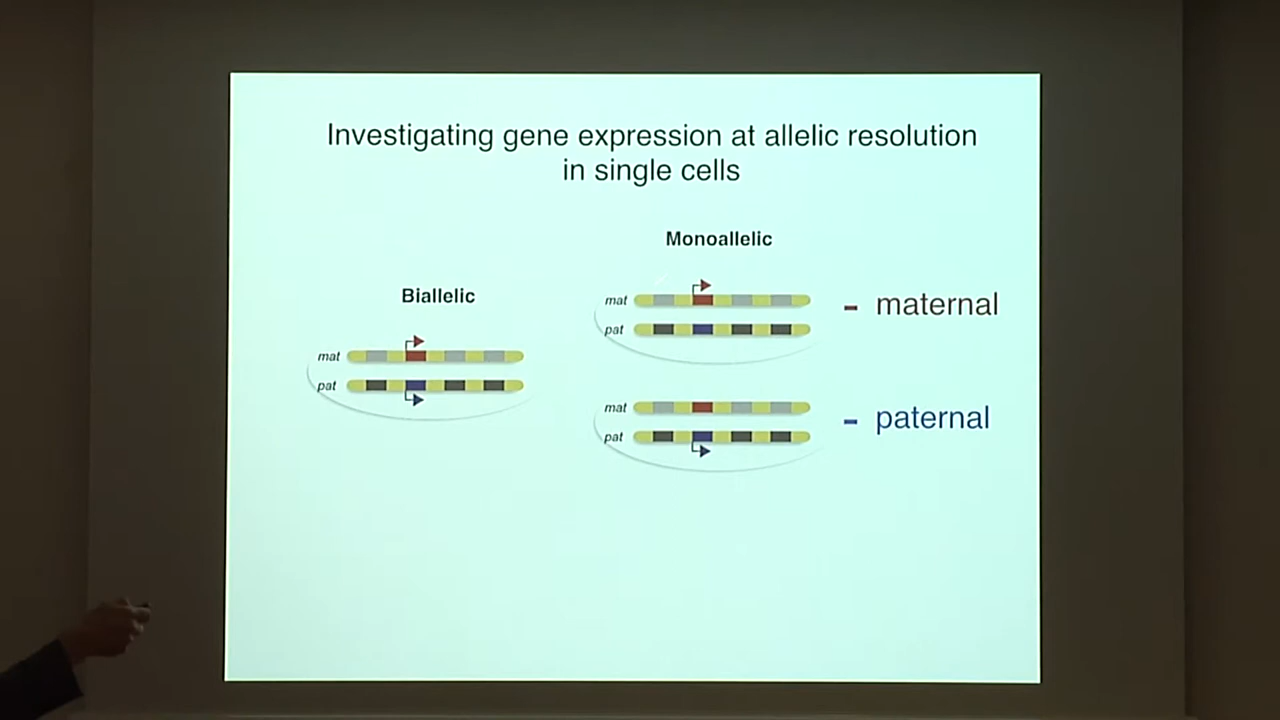 Investigating gene expression at allelic resolution
in single cells
Monoallelic
Biallelic
mat
pat
mat
pat
mat
pat
- maternal
- paternal